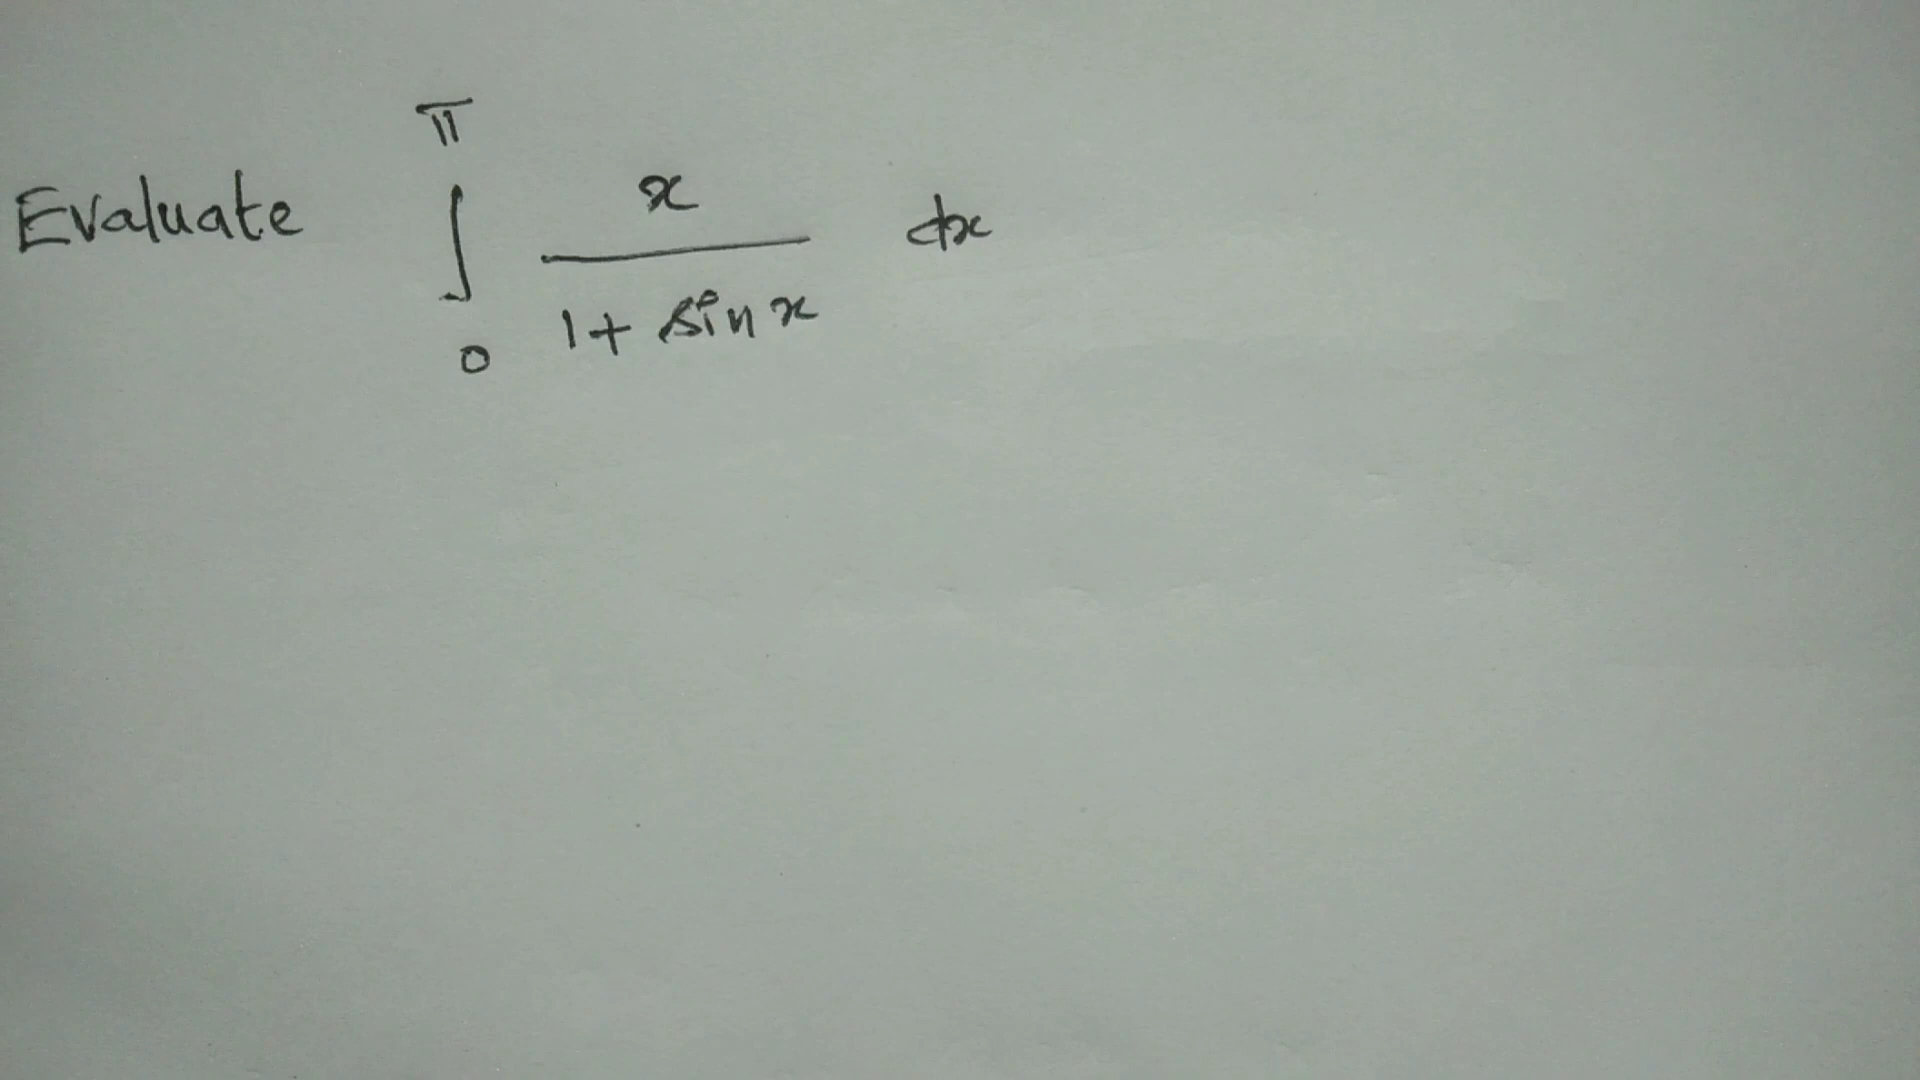 Evaluate ∫₀^π x/(1 + sin x) dx